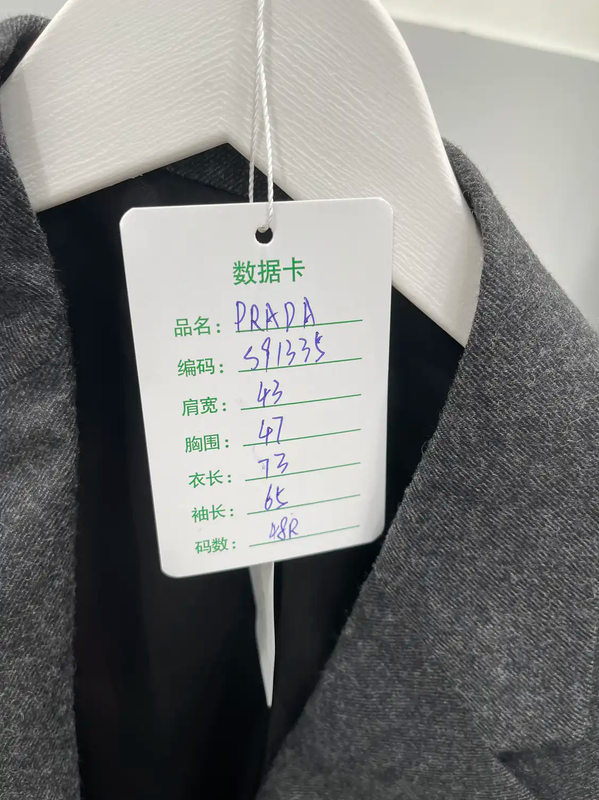 数据卡
品名：PRADA
编码：S91335
肩宽：43
胸围：47
衣长：73
袖长：65
码数：48R